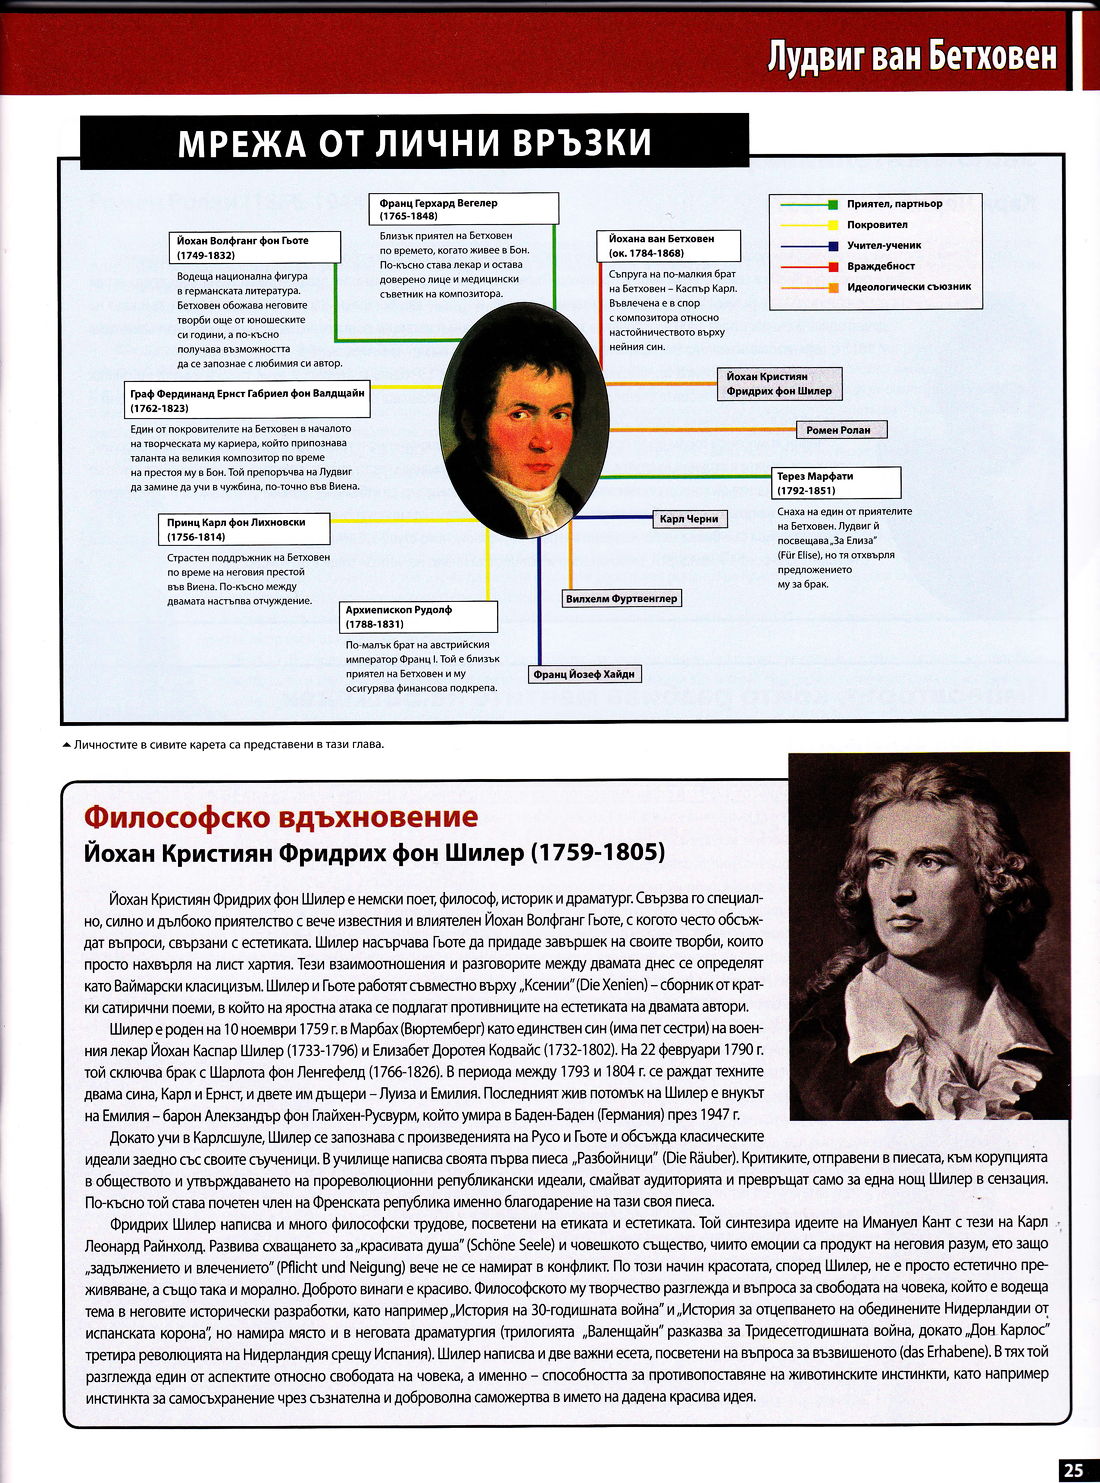 Лудвиг ван Бетховен
МРЕЖА ОТ ЛИЧНИ ВРЪЗКИ
Франц Герхард Вегелер
(1765-1848)
Близък приятел на Бетховен
по времето, когато живее в Бон.
По-късно става лекар и остава
доверено лице и медицински
съветник на композитора.
Йохан Волфганг фон Гьоте
(1749-1832)
Водеща национална фигура
в германската литература.
Бетховен обожава неговите
творби още от юношеските
си години, а по-късно
получава възможността
да се запознае с любимия си автор.
Йохана ван Бетховен
(ок. 1784-1868)
Съпруга на по-малкия брат
на Бетховен – Каспър Карл.
Въвлечена е в спор
с композитора относно
настойничеството върху
нейния син.
Приятел, партньор
Покровител
Учител-ученик
Враждебност
Идеологически съюзник
Граф Фердинанд Ернст Габриел фон Валдщайн
(1762-1823)
Един от покровителите на Бетховен в началото
на творческата му кариера, който припознава
таланта на великия композитор по време
на престоя му в Бон. Той препоръчва на Лудвиг
да замине да учи в чужбина, по-точно във Виена.
Йохан Кристиян
Фридрих фон Шилер
Ромен Ролан
Терез Марфати
(1792-1851)
Снаха на един от приятелите
на Бетховен. Лудвиг ѝ
посвещава „За Елиза”
(Für Elise), но тя отхвърля
предложението
му за брак.
Принц Карл фон Лихновски
(1756-1814)
Страстен поддръжник на Бетховен
по време на неговия престой
във Виена. По-късно между
двамата настъпва отчуждение.
Карл Черни
Вилхелм Фуртвенглер
Архиепископ Рудолф
(1788-1831)
По-малък брат на австрийския
император Франц I. Той е близък
приятел на Бетховен и му
осигурява финансова подкрепа.
Франц Йозеф Хайдн
Личностите в сивите карета са представени в тази глава.
Философско вдъхновение
Йохан Кристиян Фридрих фон Шилер (1759-1805)
Йохан Кристиян Фридрих фон Шилер е немски поет, философ, историк и драматург. Свързва го специал-
но, силно и дълбоко приятелство с вече известния и влиятелен Йохан Волфганг Гьоте, с когото често обсъж-
дат въпроси, свързани с естетиката. Шилер насърчава Гьоте да придаде завършек на своите творби, които
просто нахвърля на лист хартия. Тези взаимоотношения и разговорите между двамата днес се определят
като Ваймарски класицизъм. Шилер и Гьоте работят съвместно върху „Ксении” (Die Xenien) – сборник от крат-
ки сатирични поеми, в който на яростна атака се подлагат противниците на естетиката на двамата автори.
Шилер е роден на 10 ноември 1759 г. в Марбах (Вюртемберг) като единствен син (има пет сестри) на воен-
ния лекар Йохан Каспар Шилер (1733-1796) и Елизабет Доротея Кодвайс (1732-1802). На 22 февруари 1790 г.
той сключва брак с Шарлота фон Ленгефелд (1766-1826). В периода между 1793 и 1804 г. се раждат техните
двама сина, Карл и Ернст, и двете им дъщери – Луиза и Емилия. Последният жив потомък на Шилер е внукът
на Емилия – барон Алекзандър фон Глайхен-Русвурм, който умира в Баден-Баден (Германия) през 1947 г.
Докато учи в Карлсшуле, Шилер се запознава с произведенията на Русо и Гьоте и обсъжда класическите
идеали заедно със своите съученици. В училище написва своята първа пиеса „Разбойници” (Die Räuber). Критиките, отправени в пиесата, към корупцията
в обществото и утвърждаването на прореволюционни републикански идеали, смайват аудиторията и превръщат само за една нощ Шилер в сензация.
По-късно той става почетен член на Френската република именно благодарение на тази своя пиеса.
Фридрих Шилер написва и много философски трудове, посветени на етиката и естетиката. Той синтезира идеите на Имануел Кант с тези на Карл
Леонард Райнхолд. Развива схващането за „красивата душа” (Schöne Seele) и човешкото същество, чиито емоции са продукт на неговия разум, ето защо
„задължението и влечението” (Pflicht und Neigung) вече не се намират в конфликт. По този начин красотата, според Шилер, не е просто естетично пре-
живяване, а също така и морално. Доброто винаги е красиво. Философското му творчество разглежда и въпроса за свободата на човека, който е водеща
тема в неговите исторически разработки, като например „История на 30-годишната война” и „История за отцепването на обединените Нидерландии от
испанската корона”, но намира място и в неговата драматургия (трилогията „Валенщайн” разказва за Тридесетгодишната война, докато „Дон Карлос”
третира революцията на Нидерландия срещу Испания). Шилер написва и две важни есета, посветени на въпроса за възвишеното (das Erhabene). В тях той
разглежда един от аспектите относно свободата на човека, а именно – способността за противопоставяне на животинските инстинкти, като например
инстинкта за самосъхранение чрез съзнателна и доброволна саможертва в името на дадена красива идея.
25